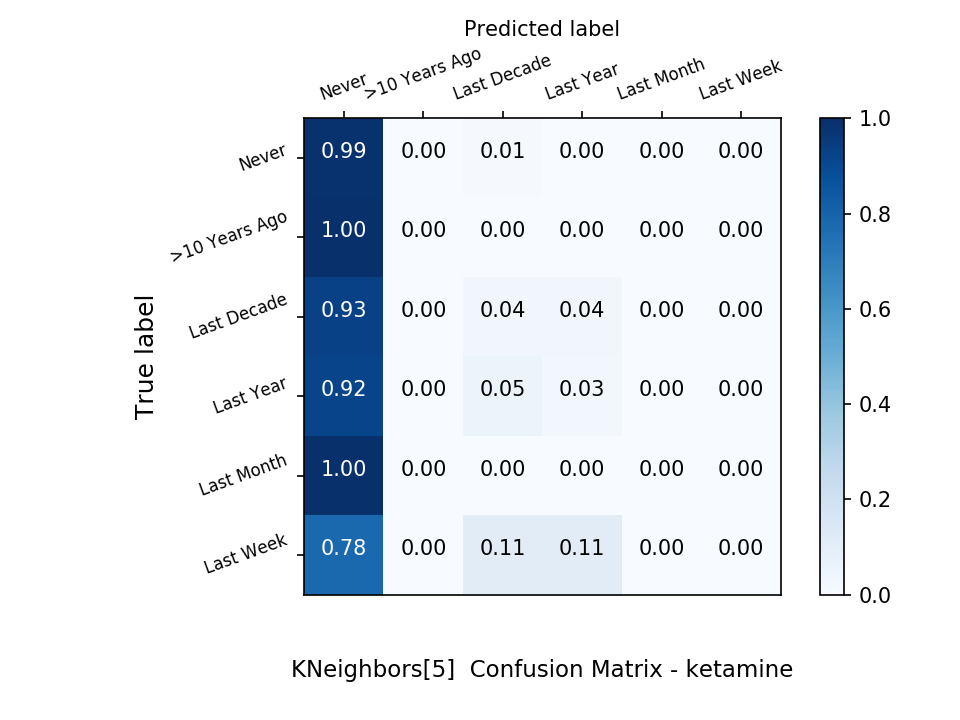 Predicted label
Never >10 Years Ago Last Decade Last Year Last Month Last Week
Never 0.99 0.00 0.01 0.00 0.00 0.00
>10 Years Ago 1.00 0.00 0.00 0.00 0.00 0.00
Last Decade 0.93 0.00 0.04 0.04 0.00 0.00
Last Year 0.92 0.00 0.05 0.03 0.00 0.00
Last Month 1.00 0.00 0.00 0.00 0.00 0.00
Last Week 0.78 0.00 0.11 0.11 0.00 0.00
True label
1.0
0.8
0.6
0.4
0.2
0.0
KNeighbors[5] Confusion Matrix - ketamine